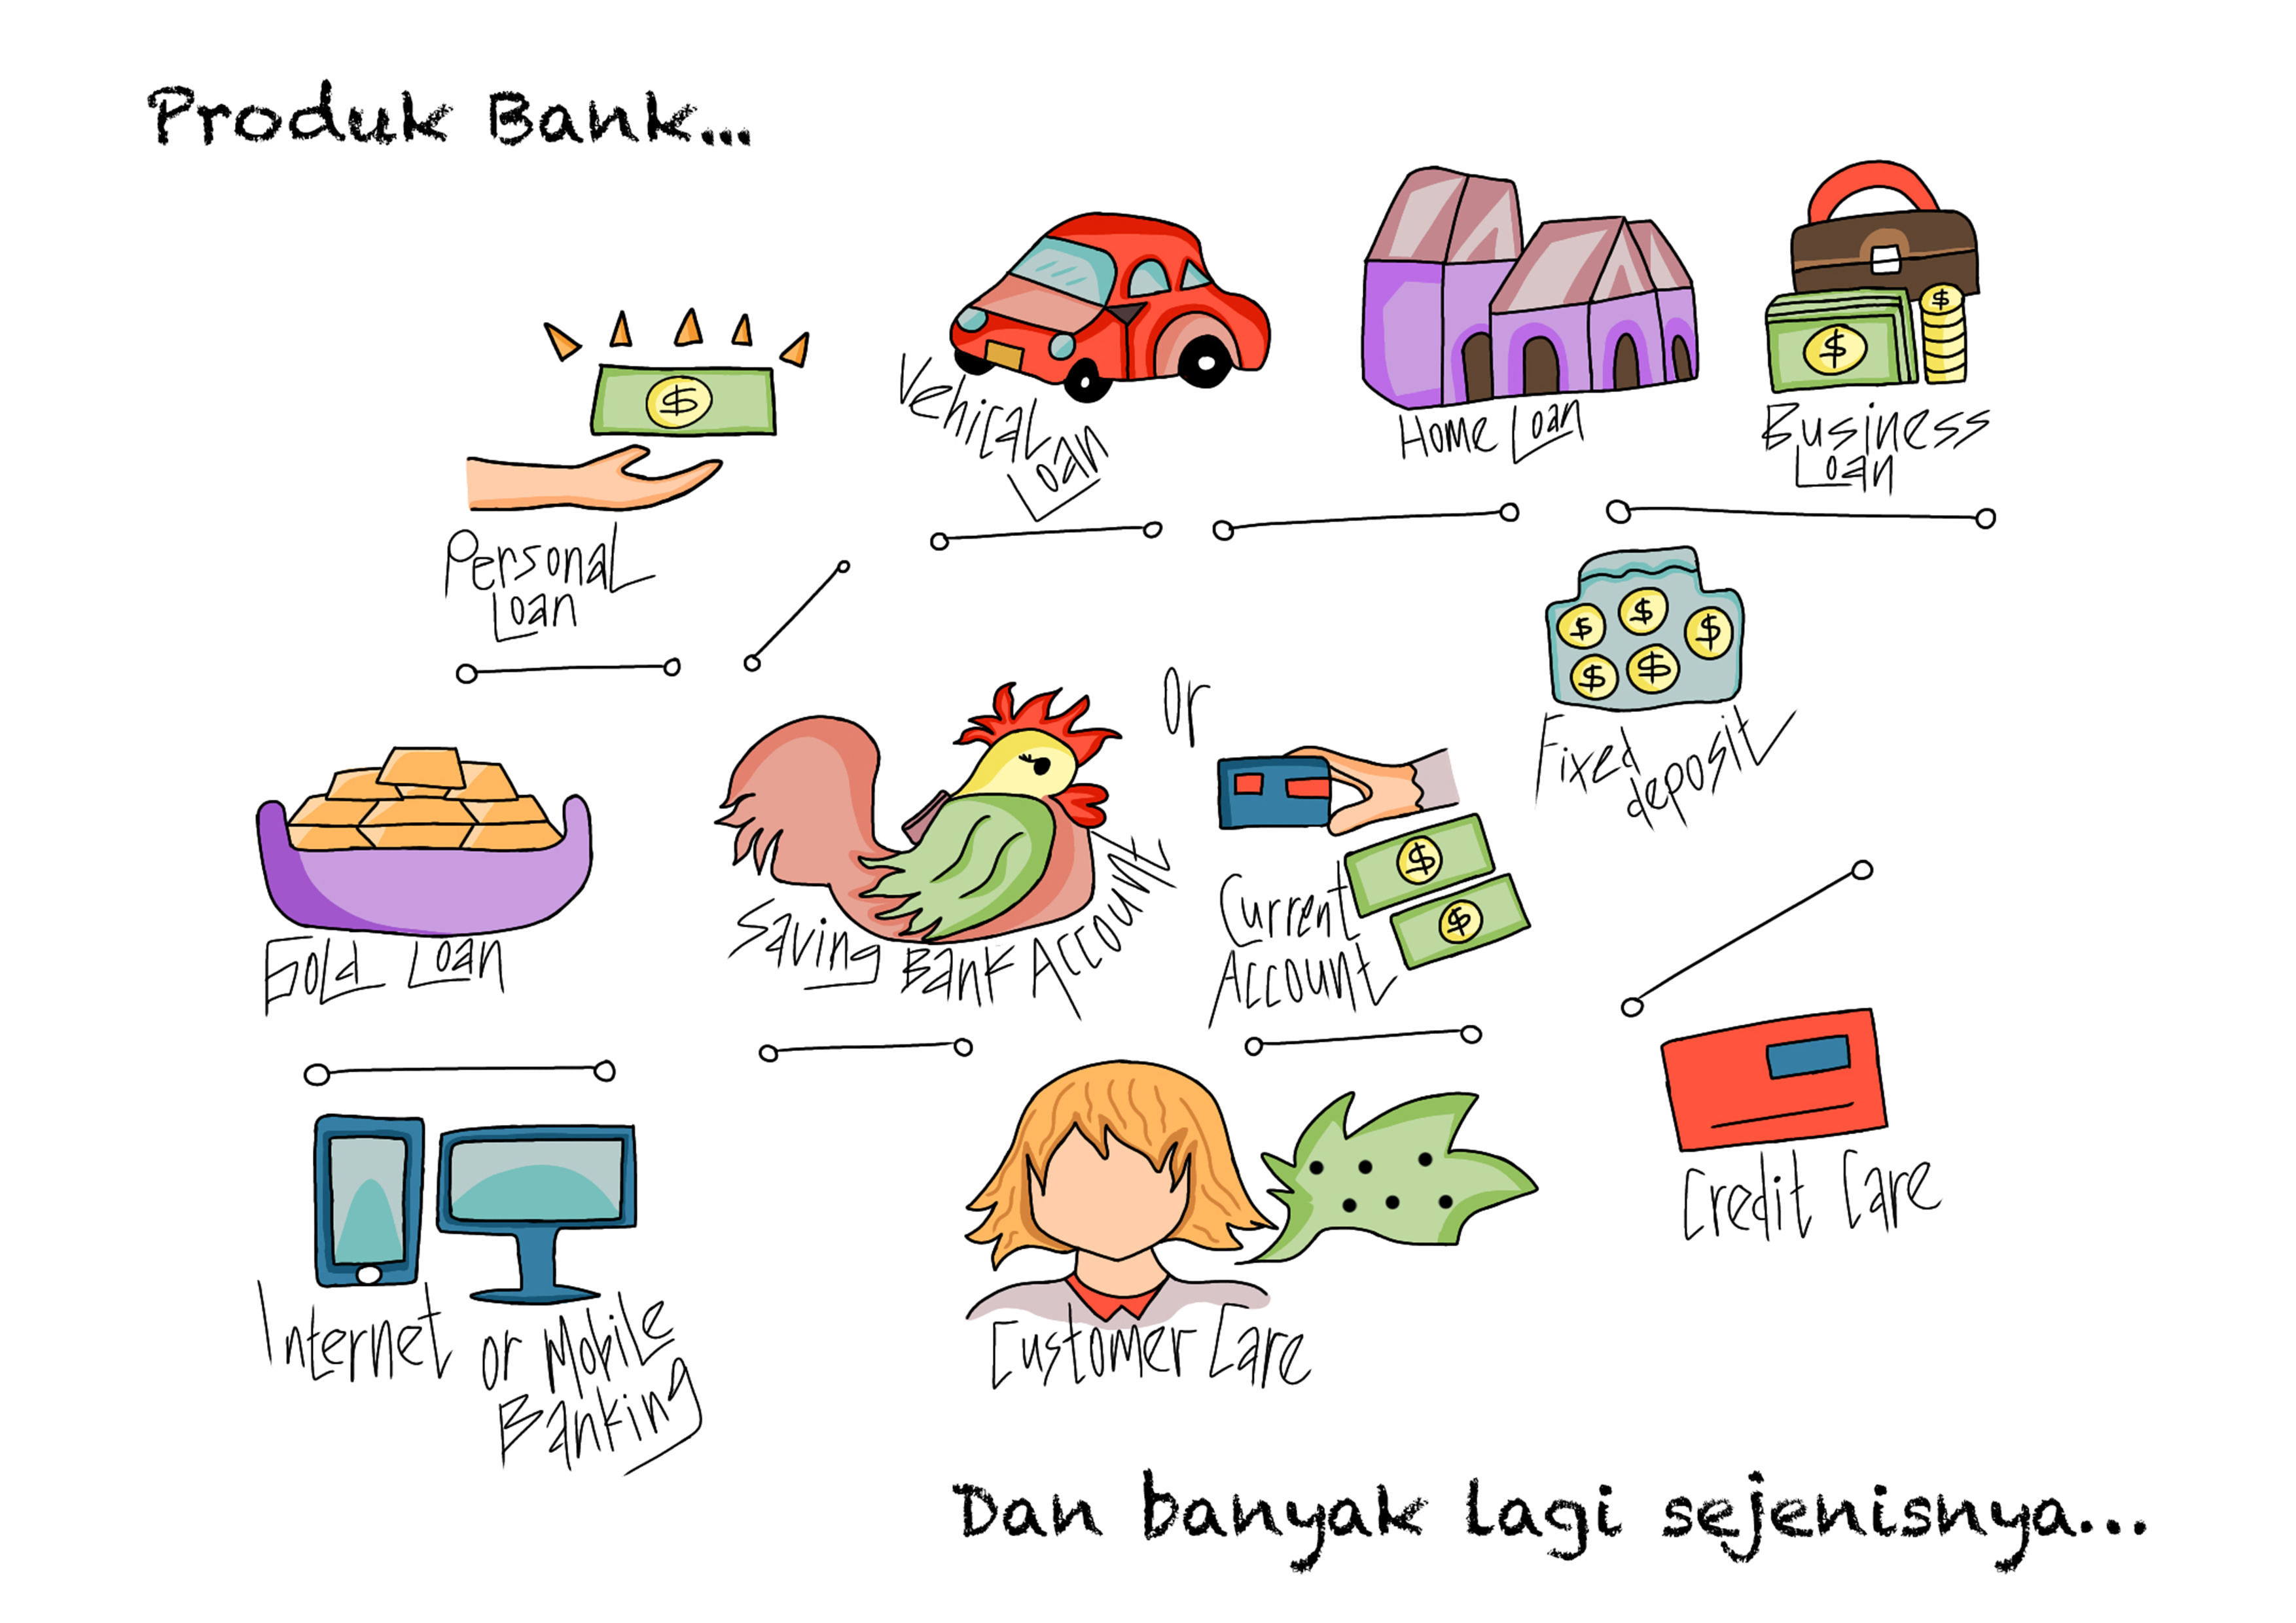 Produk Bank...
Vehical
Loan
Home Loan
Business
Loan
Personal
Loan
Or
Fixed
deposit
Gold Loan
Saving Bank Account
Current
Account
Credit Care
Internet or Mobile
Banking
Customer Care
Dan banyak lagi sejenisnya...